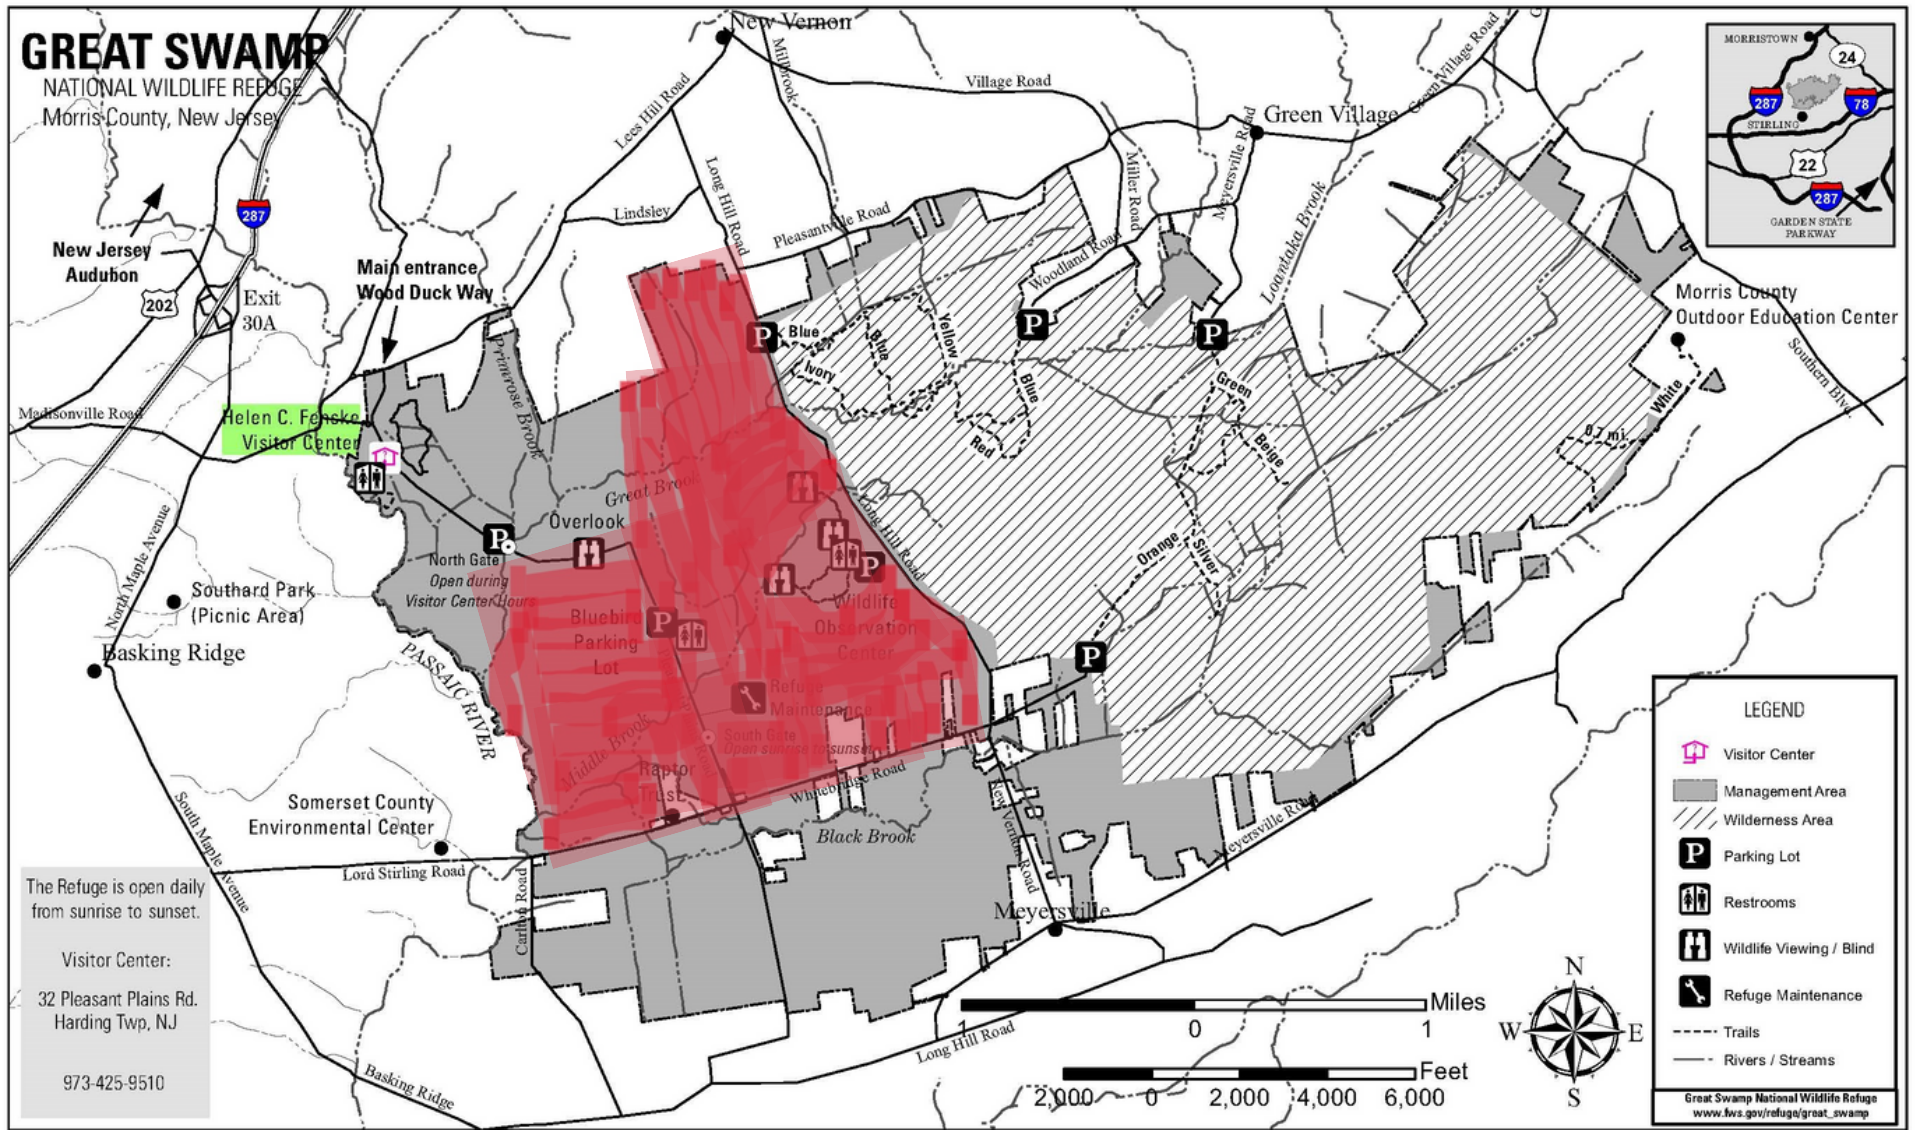 GREAT SWAMP
NATIONAL WILDLIFE REFUGE
Morris County, New Jersey
New Vernon
Millbrook
Village Road
Green Village Road
Lees Hill Road
Long Hill Road
Lindsley
Pleasantville Road
Miller Road
Meyersville Road
Green Village
Woodland Road
Loantaka Brook
MORRISTOWN
24
287
78
STIRLING
22
287
GARDEN STATE
PARKWAY
287
New Jersey
Audubon
202
Exit
30A
Main entrance
Wood Duck Way
Primrose Brook
Madisonville Road
Helen C. Fenske
Visitor Center
P
Blue
Ivory
Blue
Yellow
Blue
Red
P
P
Green
Beige
Morris County
Outdoor Education Center
Southern Blvd.
White
0.7 mi.
Great Brook
Overlook
P
North Gate
Open during
Visitor Center Hours
Long Hill Road
Orange
Silver
P
Wildlife
Observation
Center
P
Bluebird
Parking
Lot
P
Refuge
Maintenance
South Gate
Open sunrise to sunset
Middle Brook
Road
Raptor
Trust
Whitebridge Road
North Maple Avenue
Southard Park
(Picnic Area)
Basking Ridge
PASSAIC RIVER
Somerset County
Environmental Center
South Maple Avenue
Lord Stirling Road
Carlton Road
Black Brook
New Vernon Road
Meyersville Road
Meyersville
Long Hill Road
Basking Ridge
The Refuge is open daily
from sunrise to sunset.
Visitor Center:
32 Pleasant Plains Rd.
Harding Twp, NJ
973-425-9510
Miles
1 0 1
Feet
2,000 0 2,000 4,000 6,000
N
W E
S
LEGEND
Visitor Center
Management Area
Wilderness Area
P Parking Lot
Restrooms
Wildlife Viewing / Blind
Refuge Maintenance
Trails
Rivers / Streams
Great Swamp National Wildlife Refuge
www.fws.gov/refuge/great_swamp